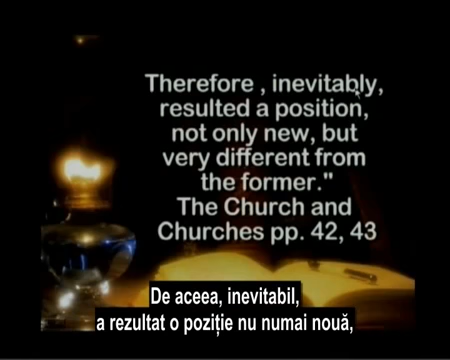 Therefore , inevitably,
resulted a position,
not only new, but
very different from
the former."
The Church and
Churches pp. 42, 43
De aceea, inevitabil,
a rezultat o poziţie nu numai nouă,